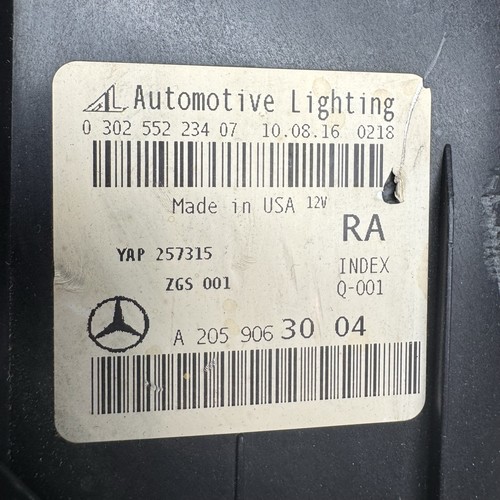 AL Automotive Lighting
0 302 552 234 07 10.08.16 0218
Made in USA 12V
RA
YAP 257315
INDEX
ZGS 001
Q-001
A 205 906 30 04